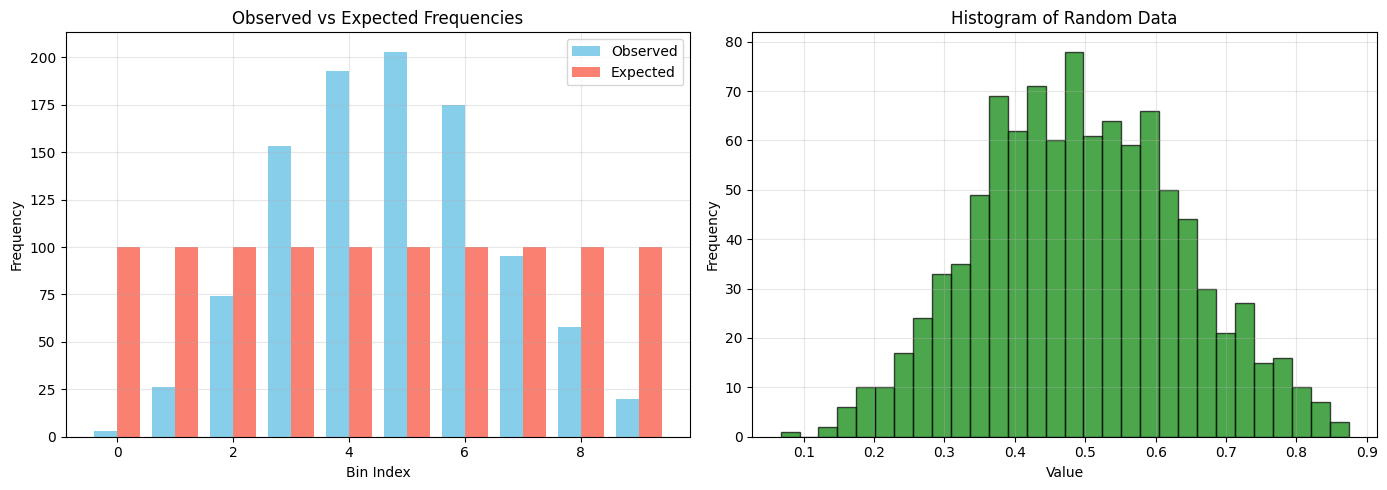 Observed vs Expected Frequencies
Observed
Expected
Frequency
200
175
150
125
100
75
50
25
0
0 2 4 6 8
Bin Index
Histogram of Random Data
Frequency
80
70
60
50
40
30
20
10
0
0.1 0.2 0.3 0.4 0.5 0.6 0.7 0.8 0.9
Value